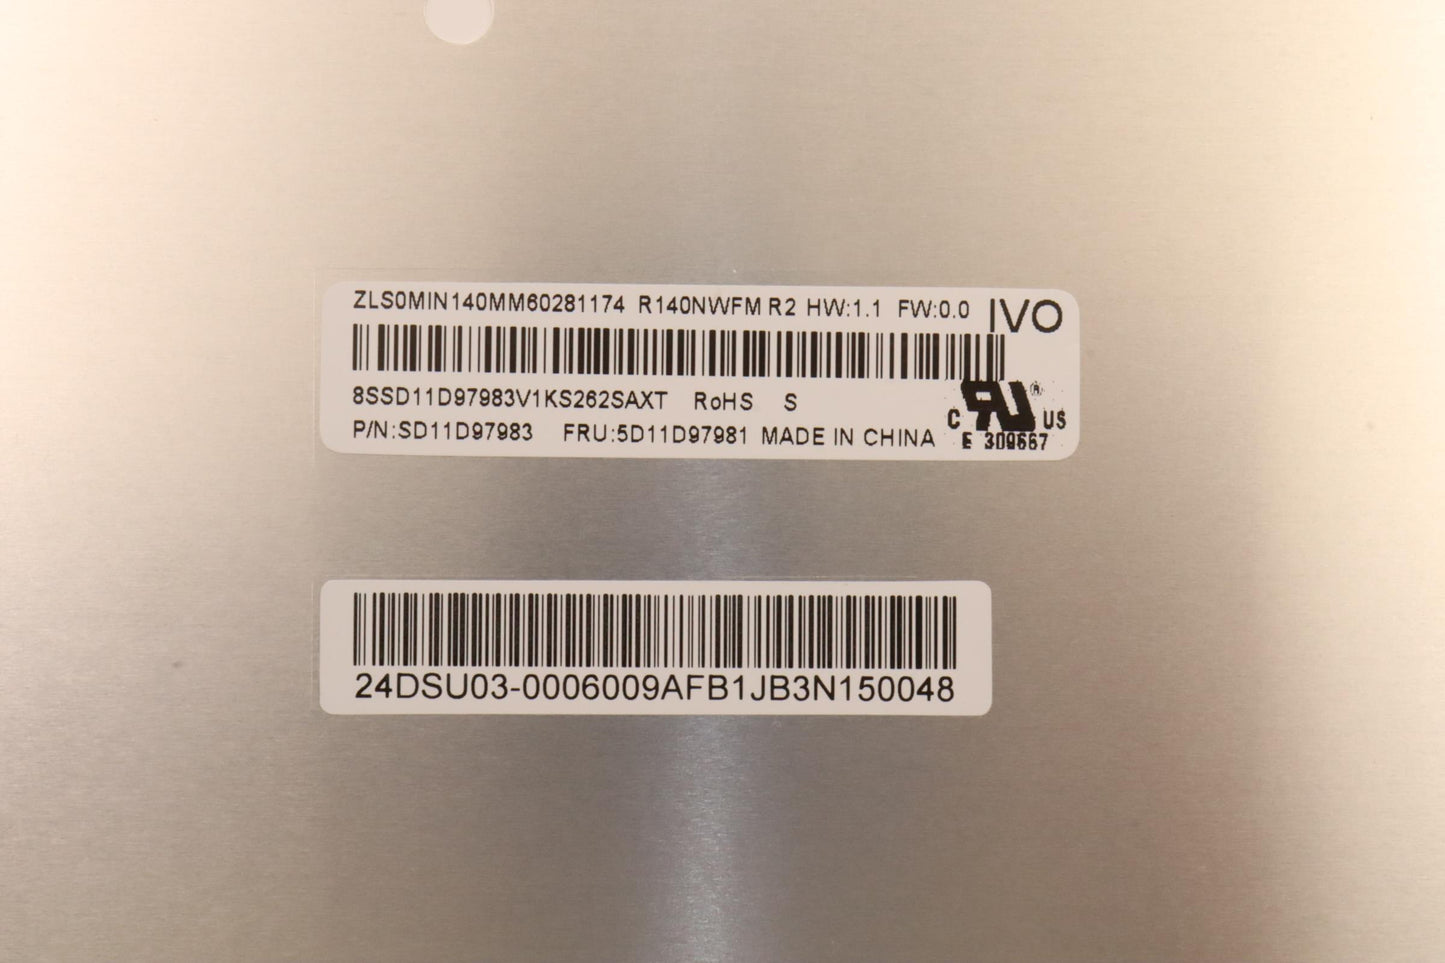 ZLS0MIN140MM60281174 R140NWFM R2 HW:1.1 FW:0.0 IVO
8SSD11D97983V1KS262SAXT RoHS S
P/N:SD11D97983 FRU:5D11D97981 MADE IN CHINA
C RU ® US
E 309667
24DSU03-0006009AFB1JB3N150048